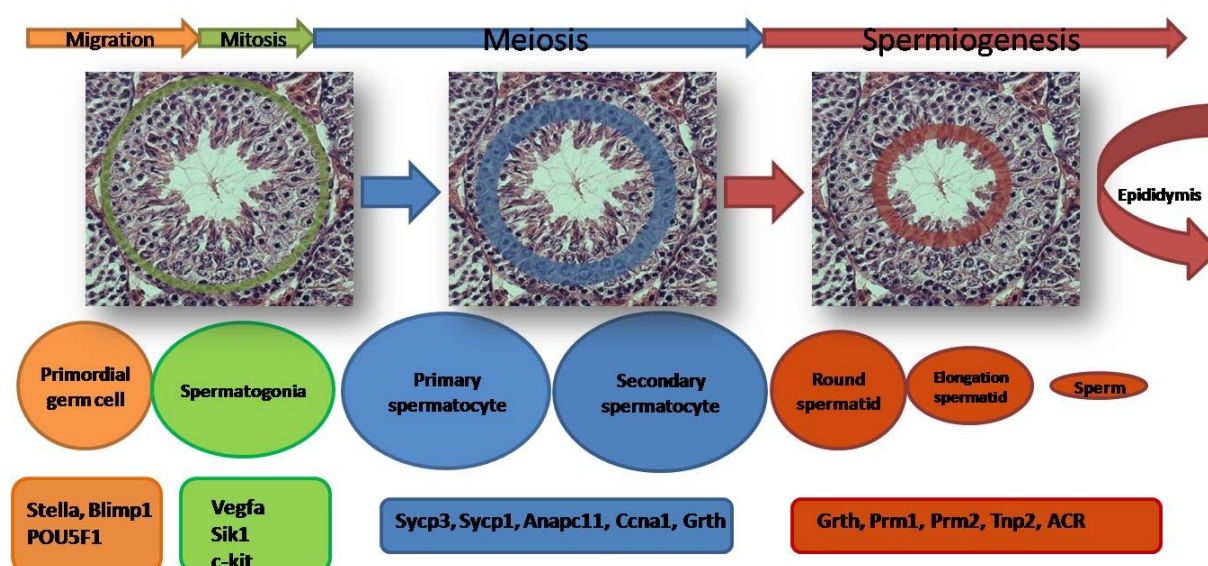 Migration
Mitosis
Meiosis
Spermiogenesis
Epididymis
Primordial
germ cell
Spermatogonia
Primary
spermatocyte
Secondary
spermatocyte
Round
spermatid
Elongation
spermatid
Sperm
Stella, Blimp1
POU5F1
Vegfa
Sik1
c-kit
Sycp3, Sycp1, Anapc11, Ccna1, Grth
Grth, Prm1, Prm2, Tnp2, ACR